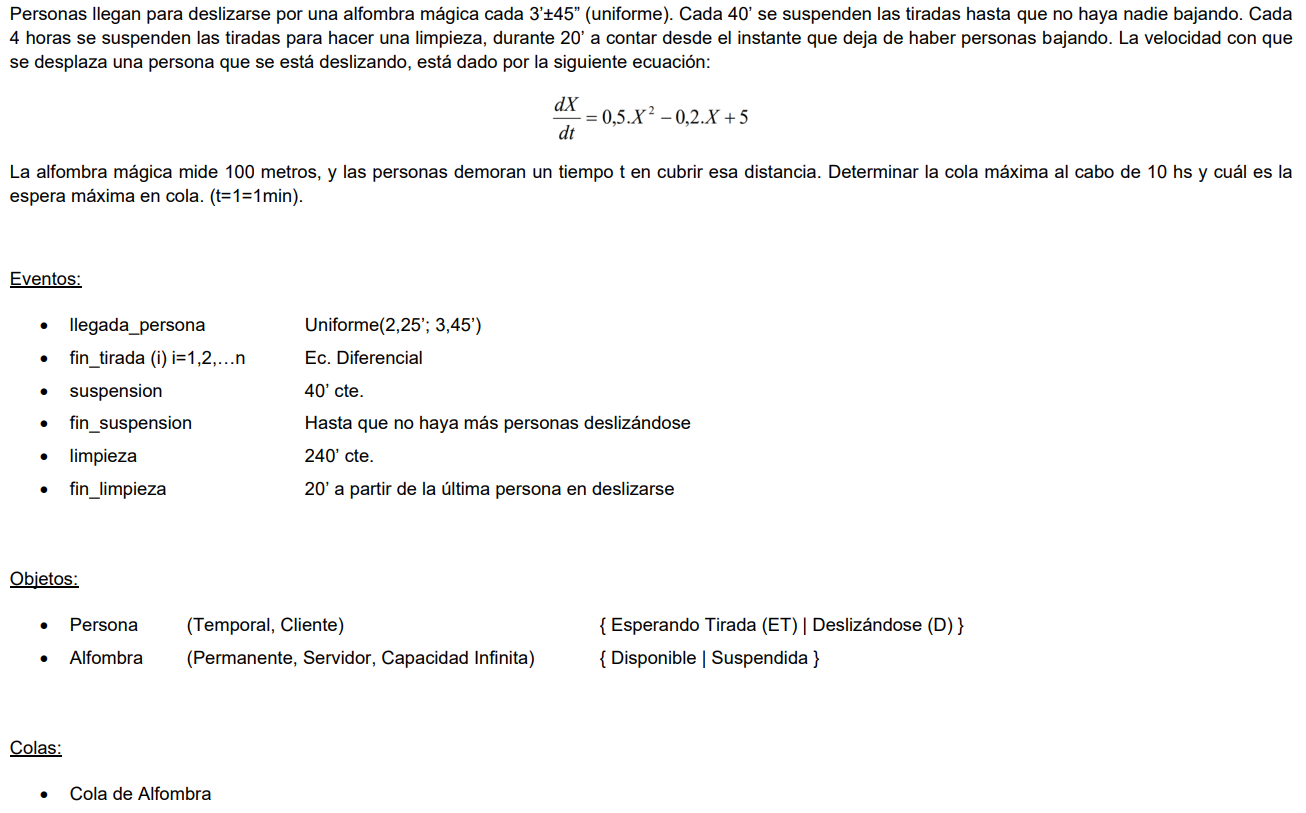 Personas llegan para deslizarse por una alfombra mágica cada 3’±45” (uniforme). Cada 40’ se suspenden las tiradas hasta que no haya nadie bajando. Cada
4 horas se suspenden las tiradas para hacer una limpieza, durante 20’ a contar desde el instante que deja de haber personas bajando. La velocidad con que
se desplaza una persona que se está deslizando, está dado por la siguiente ecuación:
dX/dt = 0,5.X² – 0,2.X + 5
La alfombra mágica mide 100 metros, y las personas demoran un tiempo t en cubrir esa distancia. Determinar la cola máxima al cabo de 10 hs y cuál es la
espera máxima en cola. (t=1=1min).
Eventos:
• llegada_persona Uniforme(2,25’; 3,45’)
• fin_tirada (i) i=1,2,…n Ec. Diferencial
• suspension 40’ cte.
• fin_suspension Hasta que no haya más personas deslizándose
• limpieza 240’ cte.
• fin_limpieza 20’ a partir de la última persona en deslizarse
Objetos:
• Persona (Temporal, Cliente) { Esperando Tirada (ET) | Deslizándose (D) }
• Alfombra (Permanente, Servidor, Capacidad Infinita) { Disponible | Suspendida }
Colas:
• Cola de Alfombra